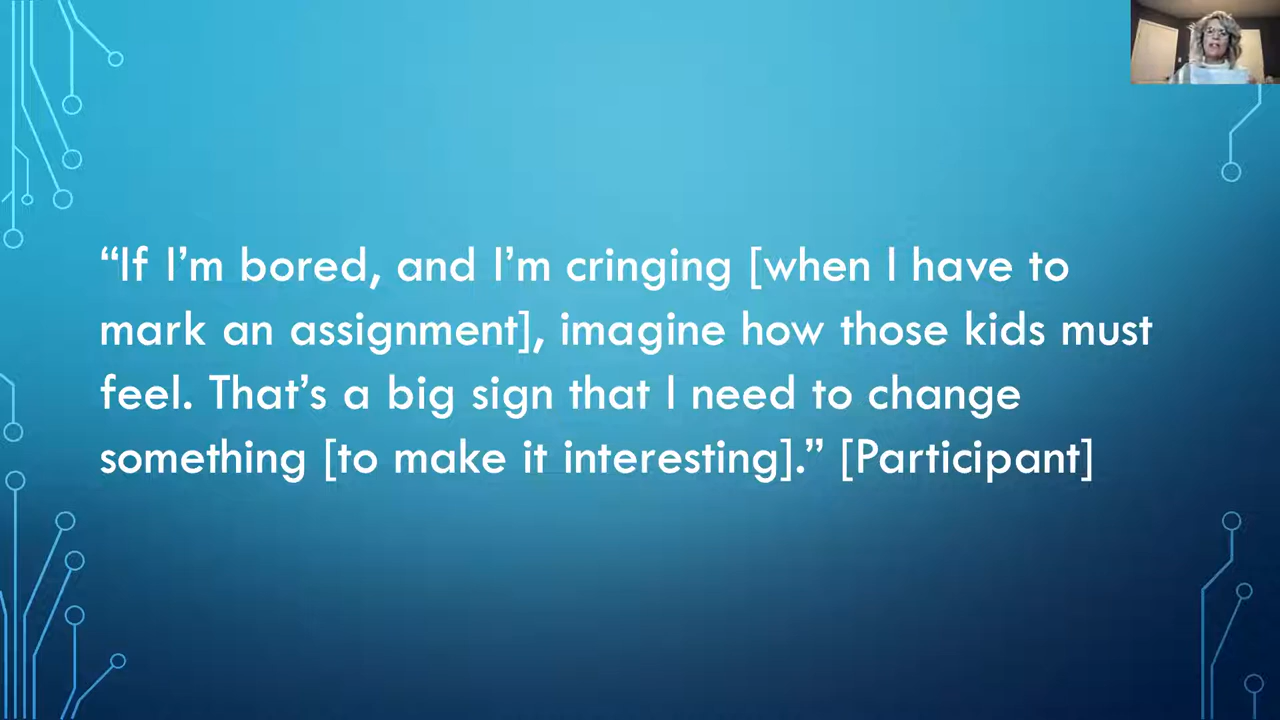 “If I’m bored, and I’m cringing [when I have to
mark an assignment], imagine how those kids must
feel. That’s a big sign that I need to change
something [to make it interesting].” [Participant]